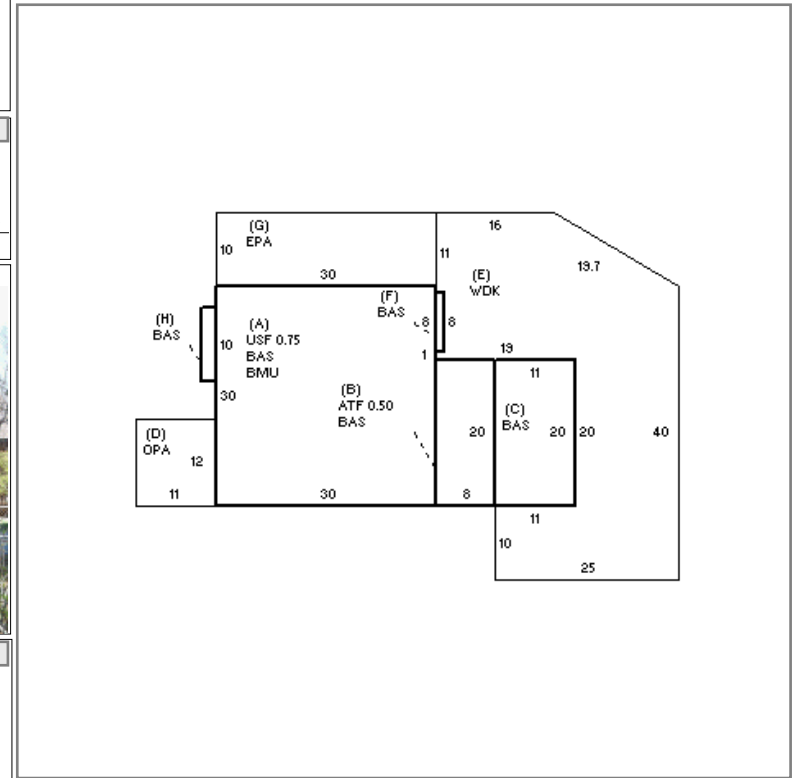 16
(G)
EPA
10
11
19.7
30
(E)
WDK
(F)
BAS
(H)
BAS
(A)
USF 0.75
BAS
BMU
10
8
8
19
1
11
30
(B)
ATF 0.50
BAS
(C)
BAS
(D)
OPA
12
20
20
20
40
11
30
8
11
10
25